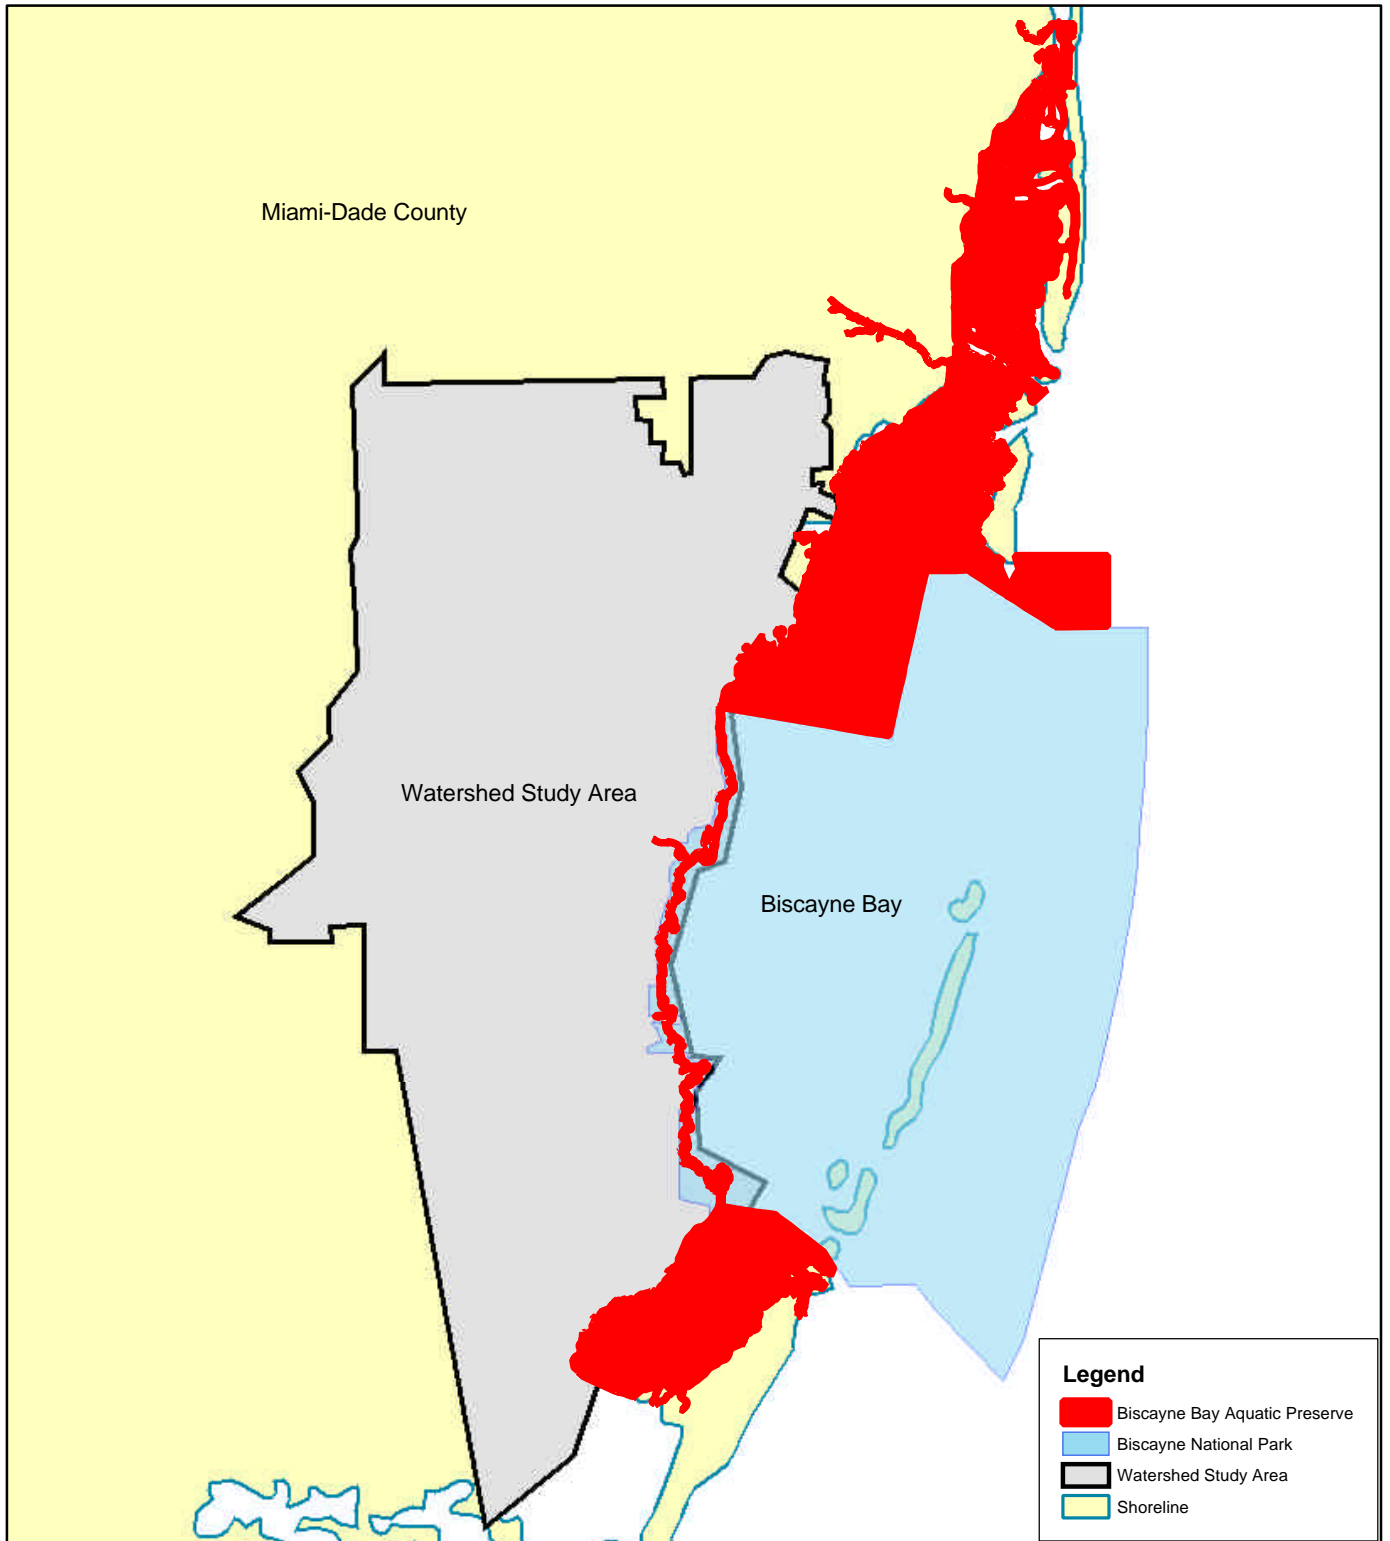 Miami-Dade County
Watershed Study Area
Biscayne Bay
Legend
Biscayne Bay Aquatic Preserve
Biscayne National Park
Watershed Study Area
Shoreline